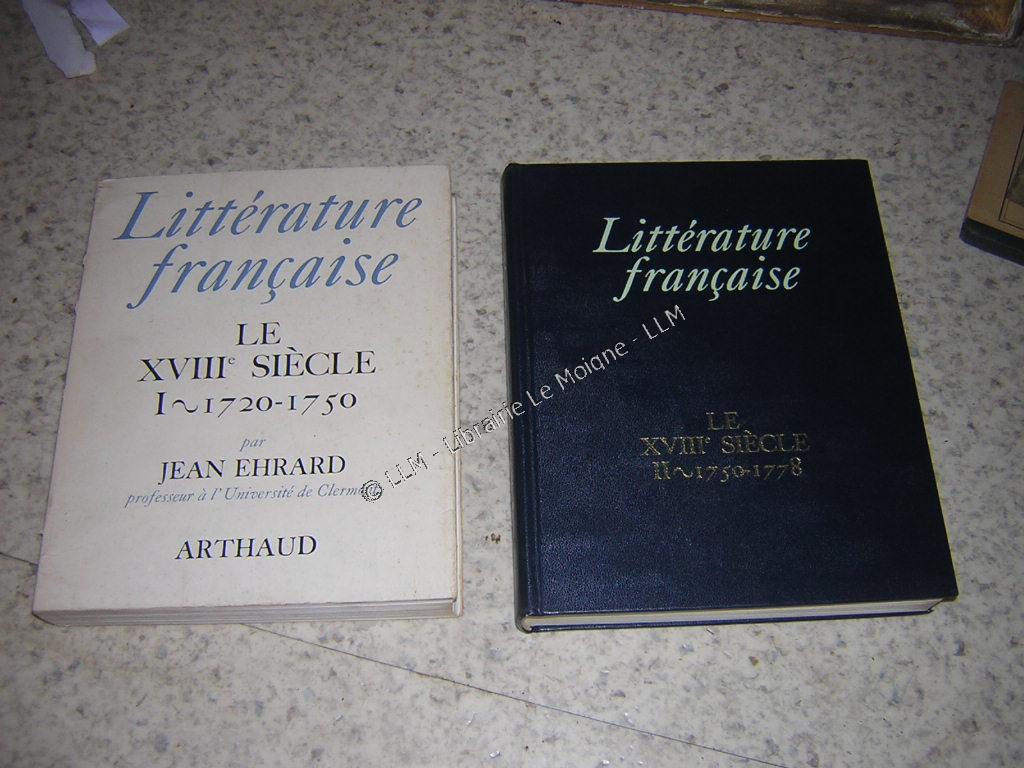 Littérature
française
LE
XVIIIe SIÈCLE
I ~ 1720-1750
par
JEAN EHRARD
professeur à l'Université de Clermont
ARTHAUD
Littérature
française
LE
XVIIIe SIÈCLE
II ~ 1750-1778
© LLM - Librairie Le Moigne - LLM